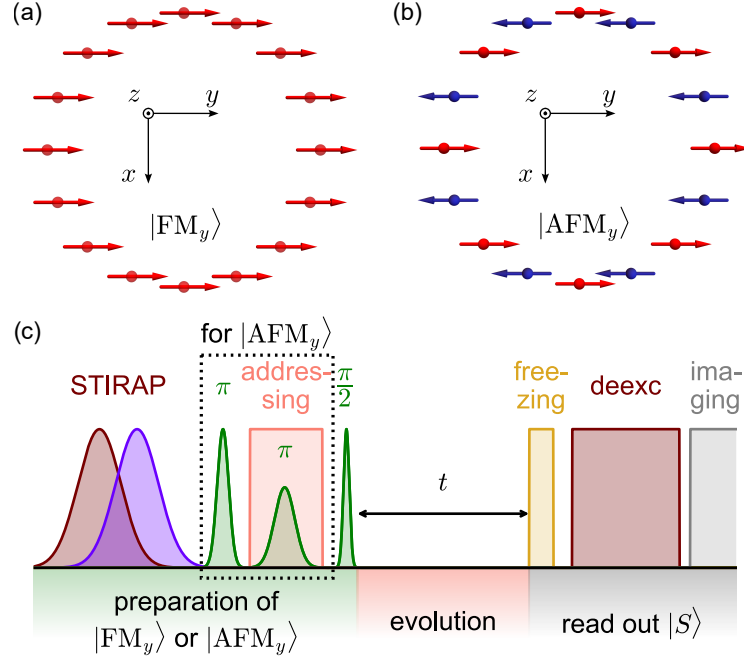 (a)
(b)
z
y
x
|FM_y⟩
z
y
x
|AFM_y⟩
(c)
for |AFM_y⟩
STIRAP
π
addres-
sing
π/2
π
t
free-
zing
deexc
ima-
ging
preparation of
|FM_y⟩ or |AFM_y⟩
evolution
read out |S⟩